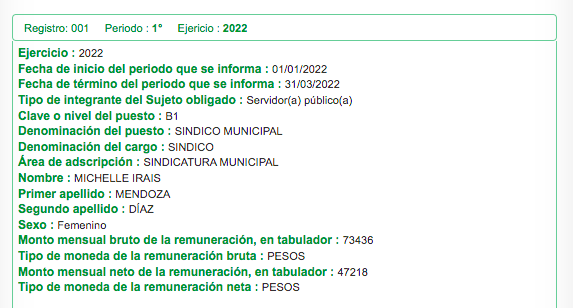 Registro: 001 Periodo : 1° Ejericio : 2022
Ejercicio : 2022
Fecha de inicio del periodo que se informa : 01/01/2022
Fecha de término del periodo que se informa : 31/03/2022
Tipo de integrante del Sujeto obligado : Servidor(a) público(a)
Clave o nivel del puesto : B1
Denominación del puesto : SINDICO MUNICIPAL
Denominación del cargo : SINDICO
Área de adscripción : SINDICATURA MUNICIPAL
Nombre : MICHELLE IRAIS
Primer apellido : MENDOZA
Segundo apellido : DÍAZ
Sexo : Femenino
Monto mensual bruto de la remuneración, en tabulador : 73436
Tipo de moneda de la remuneración bruta : PESOS
Monto mensual neto de la remuneración, en tabulador : 47218
Tipo de moneda de la remuneración neta : PESOS